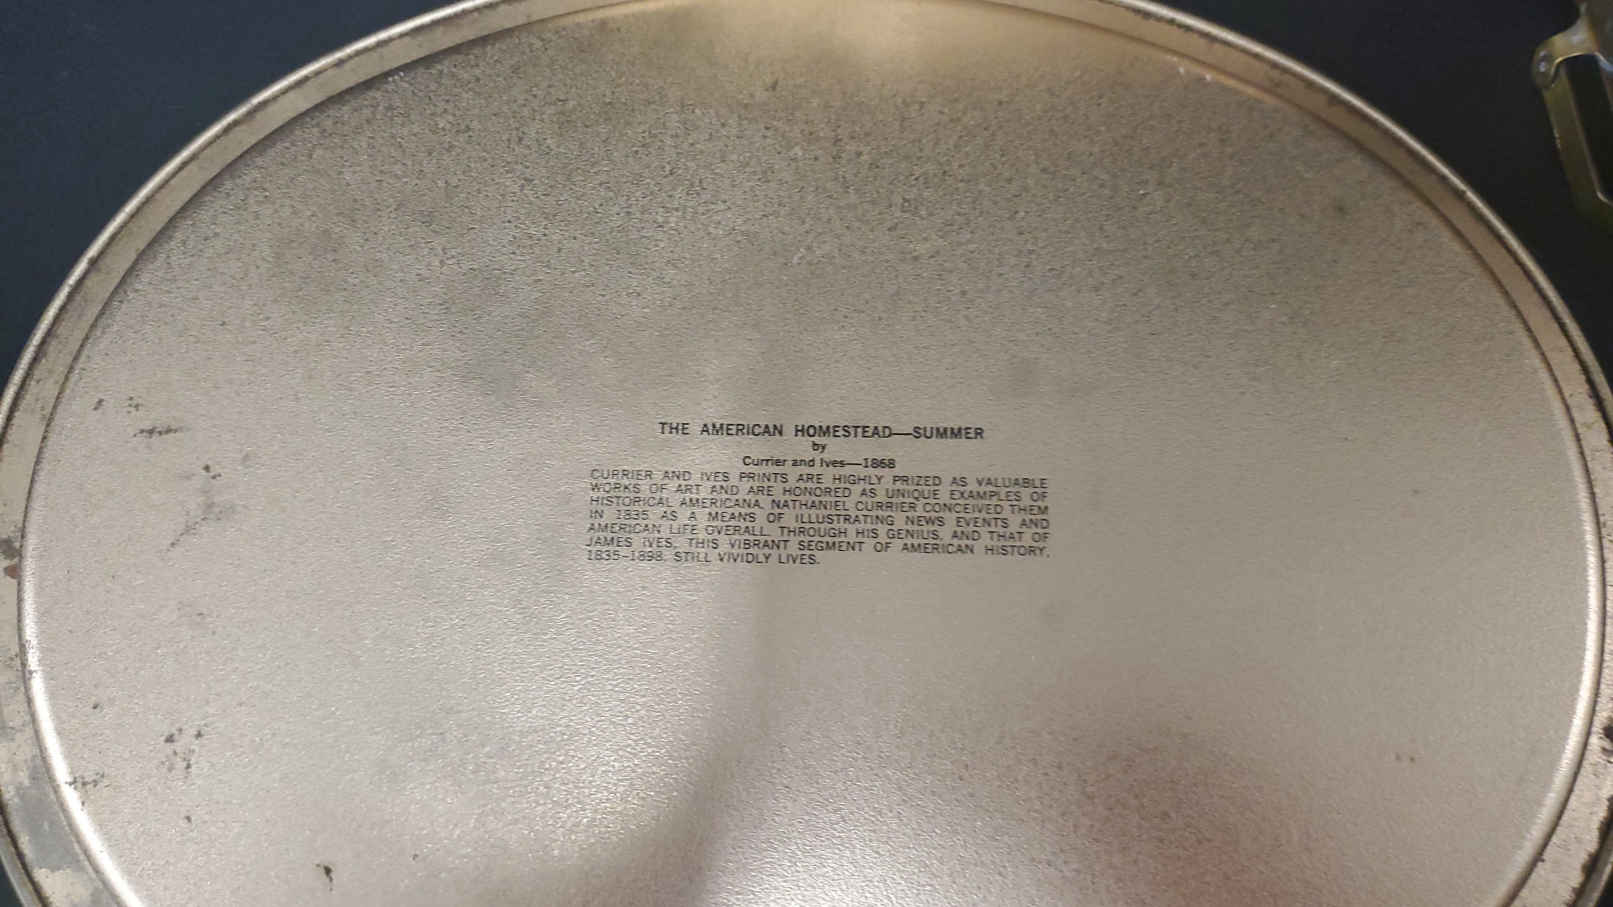 THE AMERICAN HOMESTEAD—SUMMER
by
Currier and Ives—1868
CURRIER AND IVES PRINTS ARE HIGHLY PRIZED AS VALUABLE
WORKS OF ART AND ARE HONORED AS UNIQUE EXAMPLES OF
HISTORICAL AMERICANA. NATHANIEL CURRIER CONCEIVED THEM
IN 1835 AS A MEANS OF ILLUSTRATING NEWS EVENTS AND
AMERICAN LIFE OVERALL. THROUGH HIS GENIUS, AND THAT OF
JAMES IVES, THIS VIBRANT SEGMENT OF AMERICAN HISTORY,
1835-1898, STILL VIVIDLY LIVES.